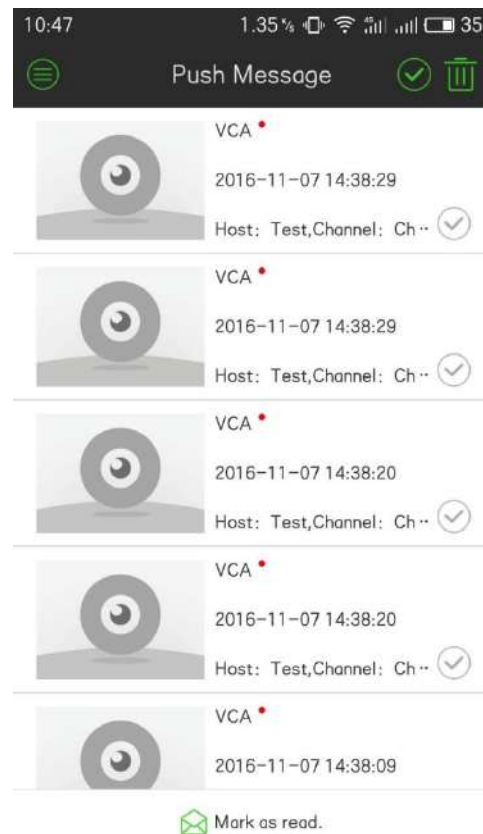 10:47 1.35 ᴷ/s 4G 35
Push Message
VCA
2016-11-07 14:38:29
Host: Test,Channel: Ch··
VCA
2016-11-07 14:38:29
Host: Test,Channel: Ch··
VCA
2016-11-07 14:38:20
Host: Test,Channel: Ch··
VCA
2016-11-07 14:38:20
Host: Test,Channel: Ch··
VCA
2016-11-07 14:38:09
Mark as read.